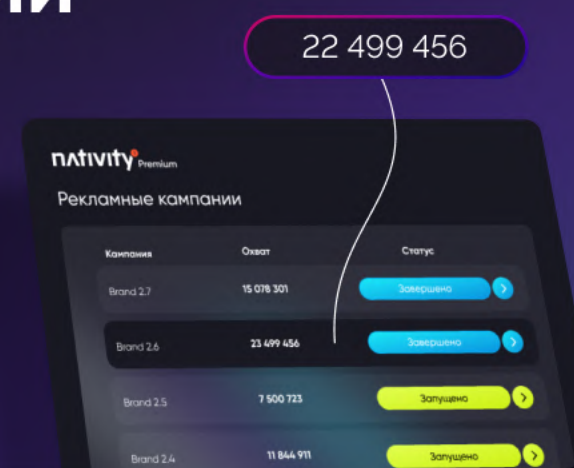 22 499 456
nativity Premium
Рекламные кампании
Кампания Охват Статус
Brand 2.7 15 078 301 Завершено
Brand 2.6 23 499 456 Завершено
Brand 2.5 7 500 723 Запущено
Brand 2.4 11 844 911 Запущено